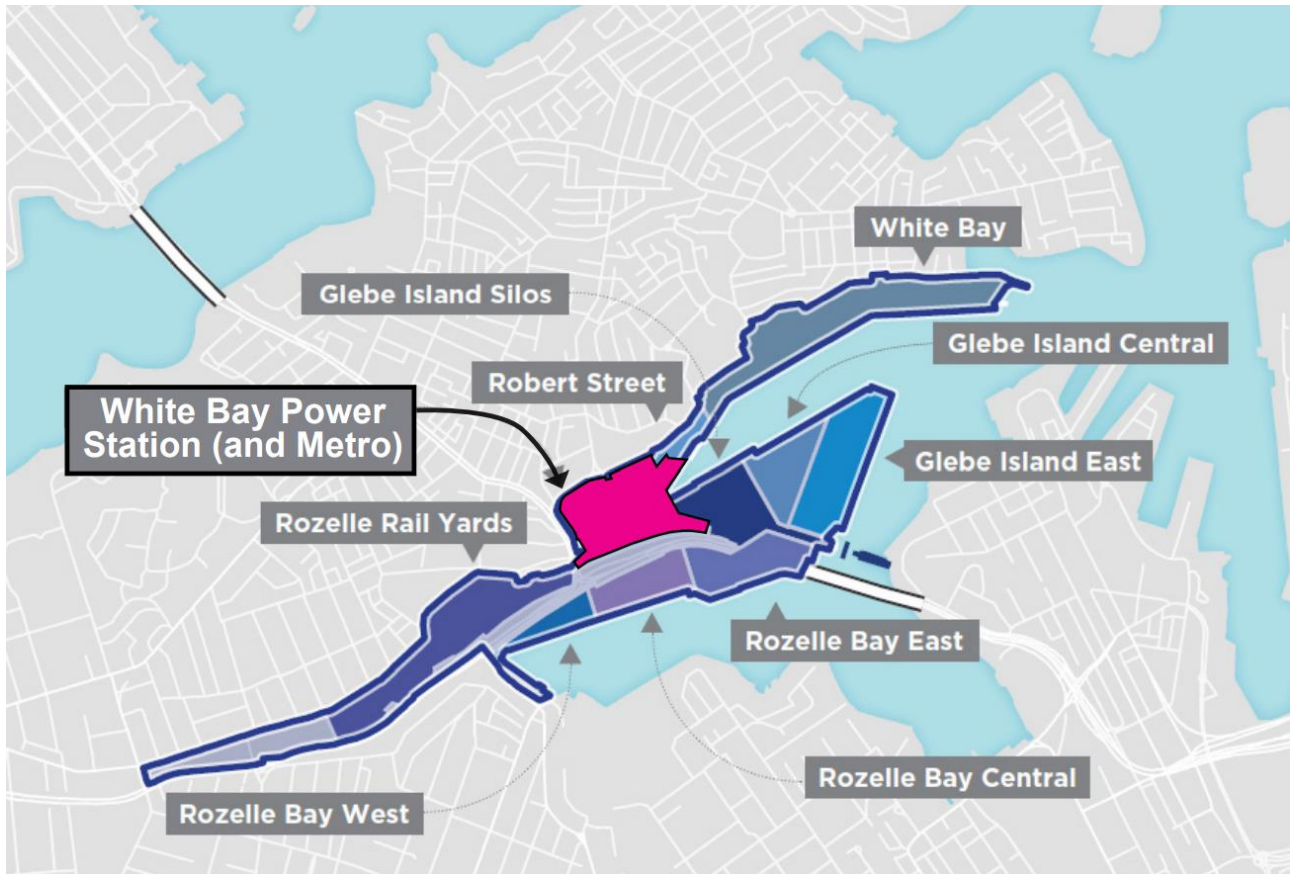 White Bay
Glebe Island Silos
Glebe Island Central
Robert Street
White Bay Power
Station (and Metro)
Glebe Island East
Rozelle Rail Yards
Rozelle Bay East
Rozelle Bay Central
Rozelle Bay West